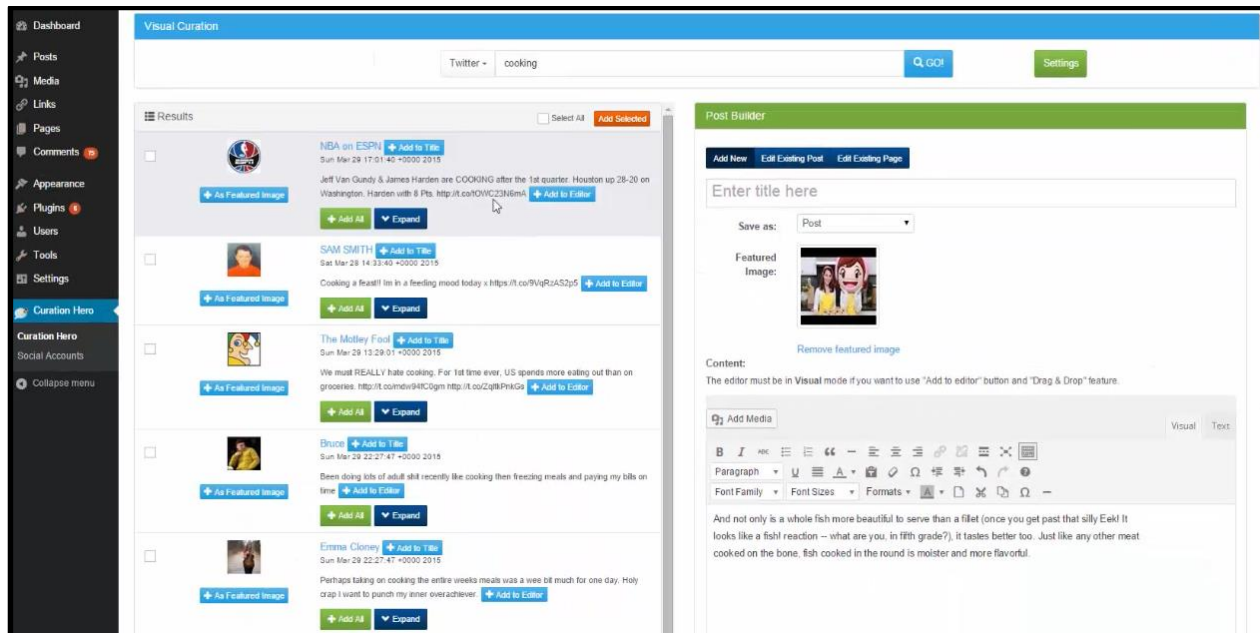 Dashboard
Posts
Media
Links
Pages
Comments
Appearance
Plugins
Users
Tools
Settings
Curation Hero
Curation Hero
Social Accounts
Collapse menu
Visual Curation
Twitter cooking GO! Settings
Results Select All Add Selected
NBA on ESPN Add to Title
Sun Mar 29 17:01:40 +0000 2015
Jeff Van Gundy & James Harden are COOKING after the 1st quarter. Houston up 28-20 on
Washington. Harden with 8 Pts. http://t.co/tOWC23N6mA Add to Editor
As Featured Image
Add All Expand
SAM SMITH Add to Title
Sat Mar 28 14:33:40 +0000 2015
Cooking a feast!! Im in a feeding mood today x https://t.co/9VqRzAS2p5 Add to Editor
As Featured Image
Add All Expand
The Motley Fool Add to Title
Sun Mar 29 13:29:01 +0000 2015
We must REALLY hate cooking. For 1st time ever, US spends more eating out than on
groceries. http://t.co/mdw94fC0gm http://t.co/ZqltkPnkGs Add to Editor
As Featured Image
Add All Expand
Bruce Add to Title
Sun Mar 29 22:27:47 +0000 2015
Been doing lots of adult shit recently like cooking then freezing meals and paying my bills on
time Add to Editor
As Featured Image
Add All Expand
Emma Cloney Add to Title
Sun Mar 29 22:27:47 +0000 2015
Perhaps taking on cooking the entire weeks meals was a wee bit much for one day. Holy
crap I want to punch my inner overachiever. Add to Editor
As Featured Image
Add All Expand
Post Builder
Add New Edit Existing Post Edit Existing Page
Enter title here
Save as: Post
Featured
Image:
Remove featured image
Content:
The editor must be in Visual mode if you want to use "Add to editor" button and "Drag & Drop" feature.
Add Media
Visual Text
B I ABC
Paragraph U A Ω
Font Family Font Sizes Formats A Ω
And not only is a whole fish more beautiful to serve than a fillet (once you get past that silly Eek! It
looks like a fish! reaction -- what are you, in fifth grade?), it tastes better too. Just like any other meat
cooked on the bone, fish cooked in the round is moister and more flavorful.